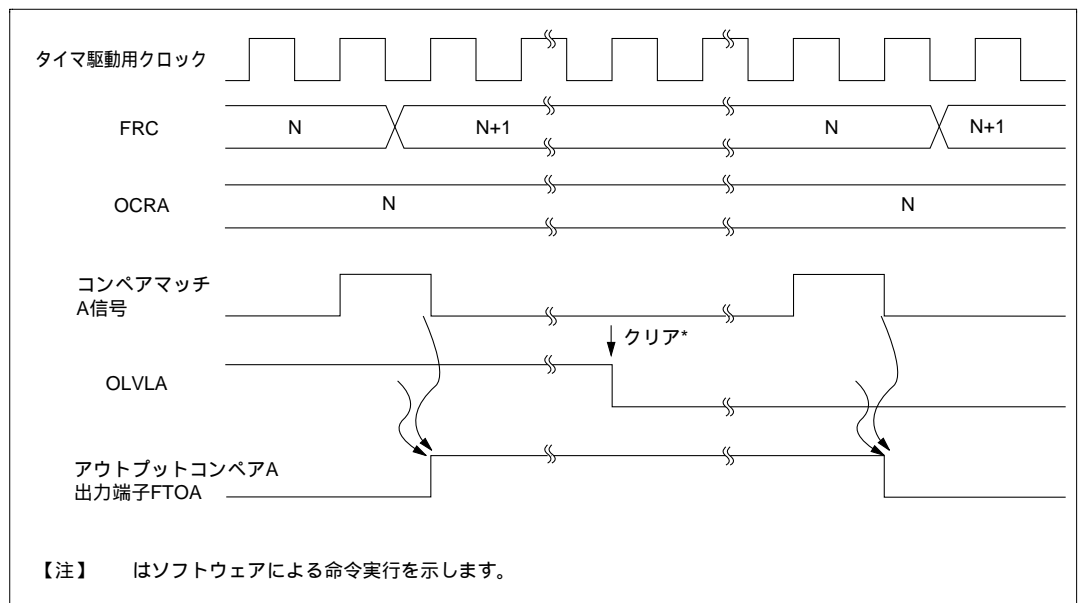 タイマ駆動用クロック
FRC N N+1 N N+1
OCRA N N
コンペアマッチ
A信号
クリア*
OLVLA
アウトプットコンペアA
出力端子FTOA
【注】 はソフトウェアによる命令実行を示します。